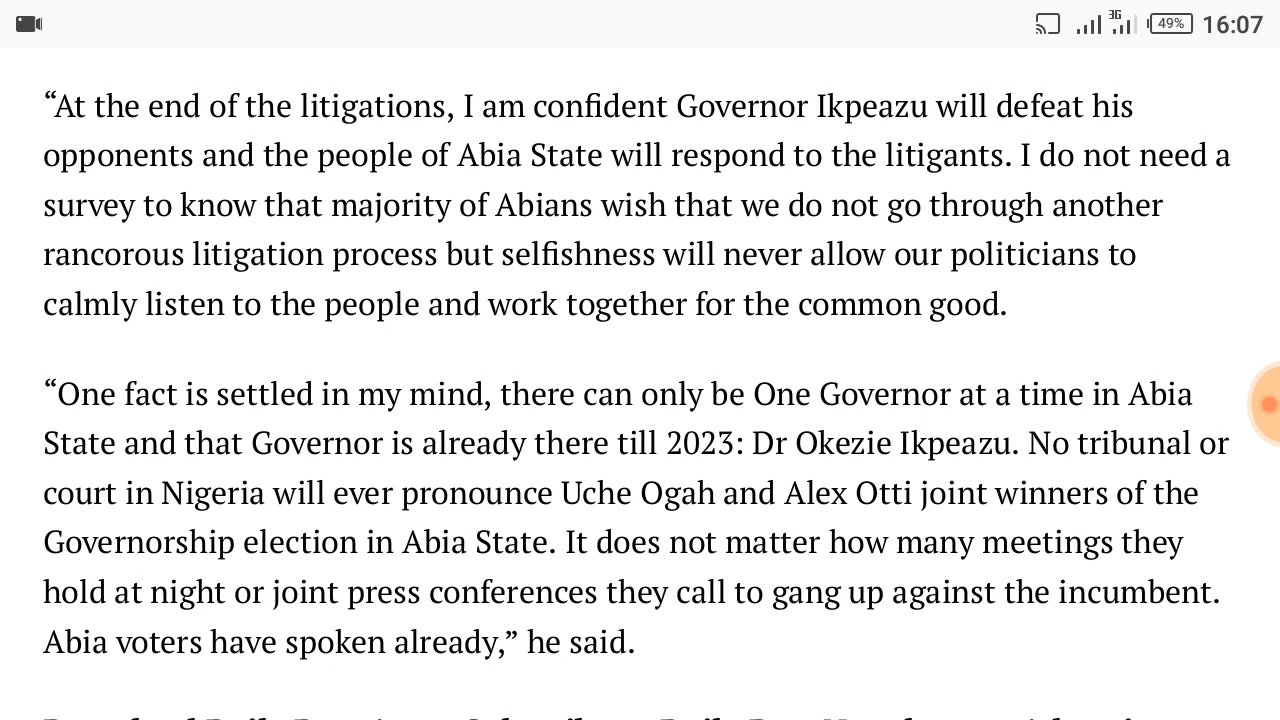 3G 49% 16:07
“At the end of the litigations, I am confident Governor Ikpeazu will defeat his
opponents and the people of Abia State will respond to the litigants. I do not need a
survey to know that majority of Abians wish that we do not go through another
rancorous litigation process but selfishness will never allow our politicians to
calmly listen to the people and work together for the common good.
“One fact is settled in my mind, there can only be One Governor at a time in Abia
State and that Governor is already there till 2023: Dr Okezie Ikpeazu. No tribunal or
court in Nigeria will ever pronounce Uche Ogah and Alex Otti joint winners of the
Governorship election in Abia State. It does not matter how many meetings they
hold at night or joint press conferences they call to gang up against the incumbent.
Abia voters have spoken already,” he said.